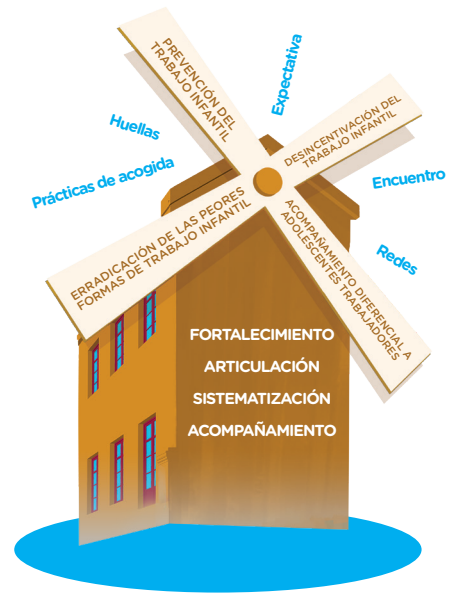 Expectativa
PREVENCIÓN DEL
TRABAJO INFANTIL
Huellas
DESINCENTIVACIÓN DEL
TRABAJO INFANTIL
Prácticas de acogida
Encuentro
ERRADICACIÓN DE LAS PEORES
FORMAS DE TRABAJO INFANTIL
ACOMPAÑAMIENTO DIFERENCIAL A
ADOLESCENTES TRABAJADORES
Redes
FORTALECIMIENTO
ARTICULACIÓN
SISTEMATIZACIÓN
ACOMPAÑAMIENTO